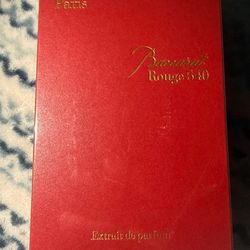 Paris
Baccarat
Rouge 540
Extrait de parfum